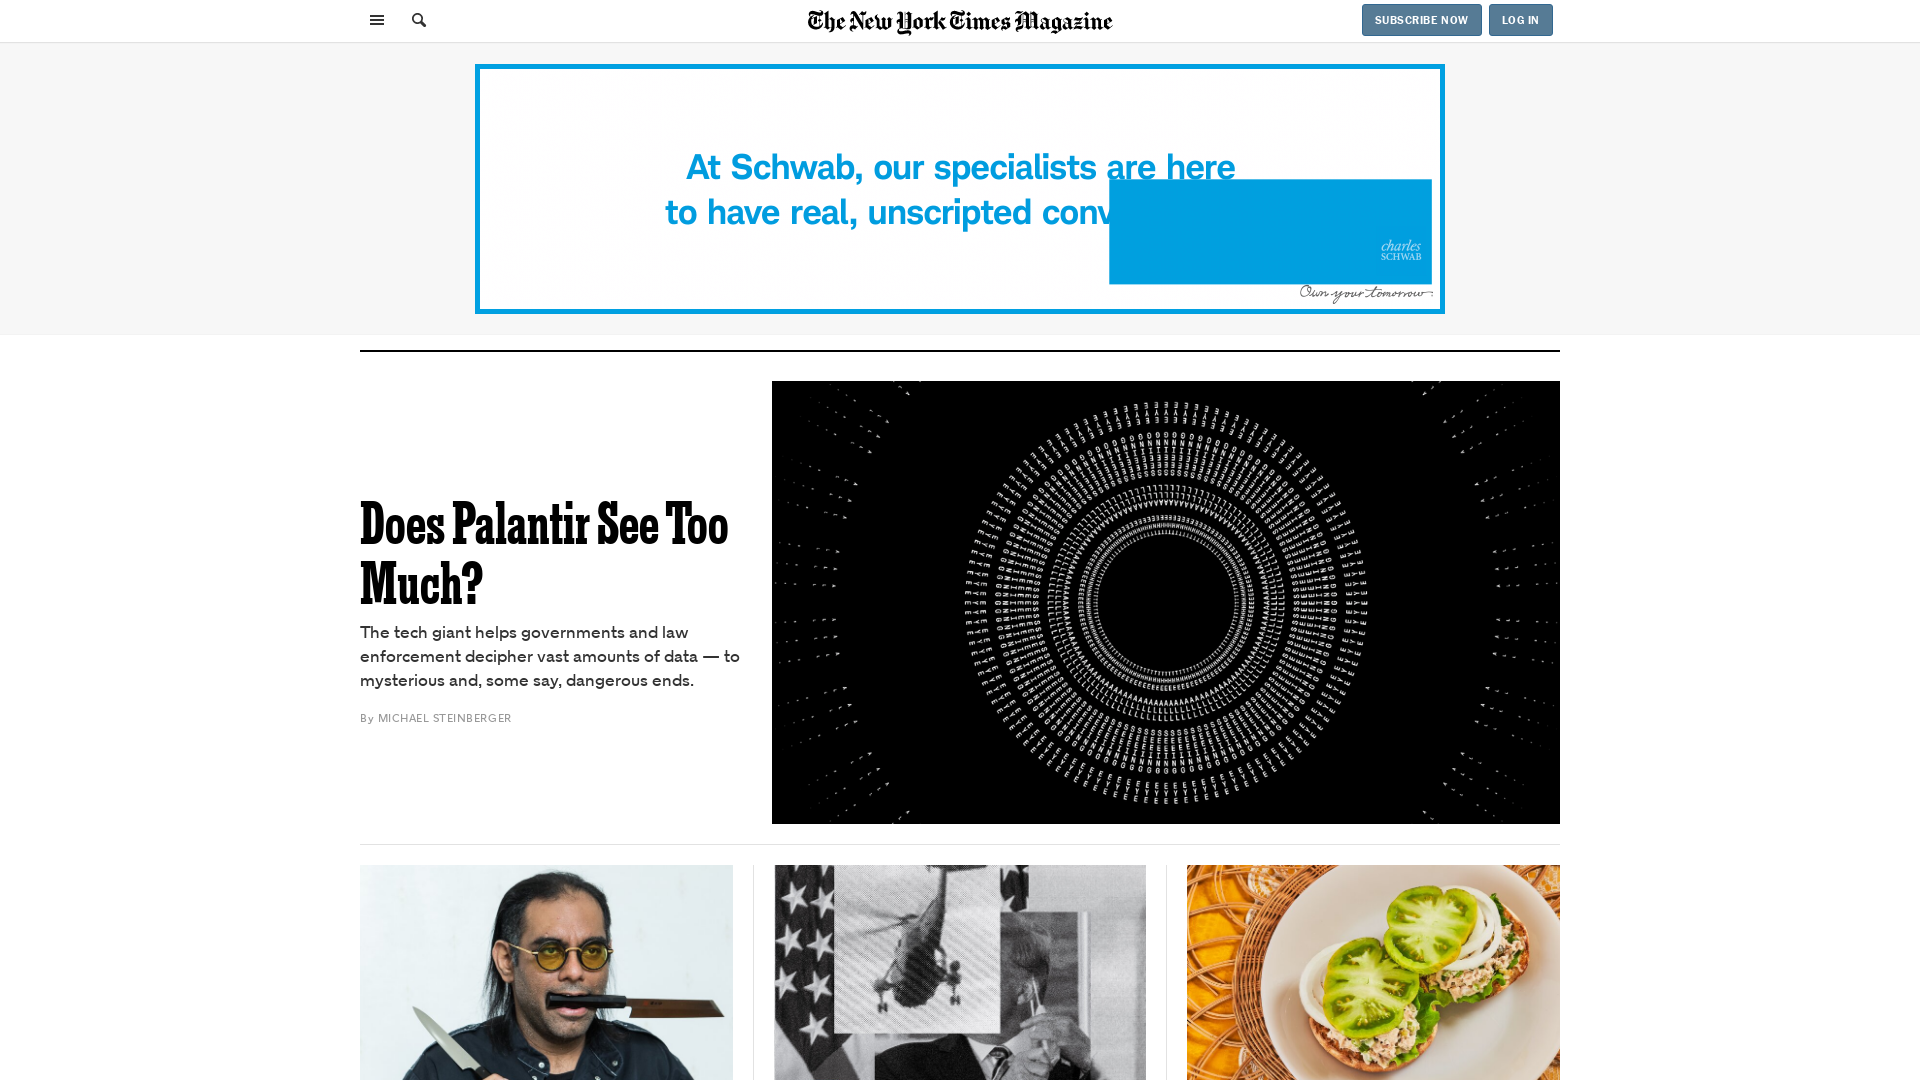 The New York Times Magazine
SUBSCRIBE NOW
LOG IN
At Schwab, our specialists are here
to have real, unscripted conv
charles
SCHWAB
Own your tomorrow
Does Palantir See Too
Much?
The tech giant helps governments and law
enforcement decipher vast amounts of data — to
mysterious and, some say, dangerous ends.
By MICHAEL STEINBERGER